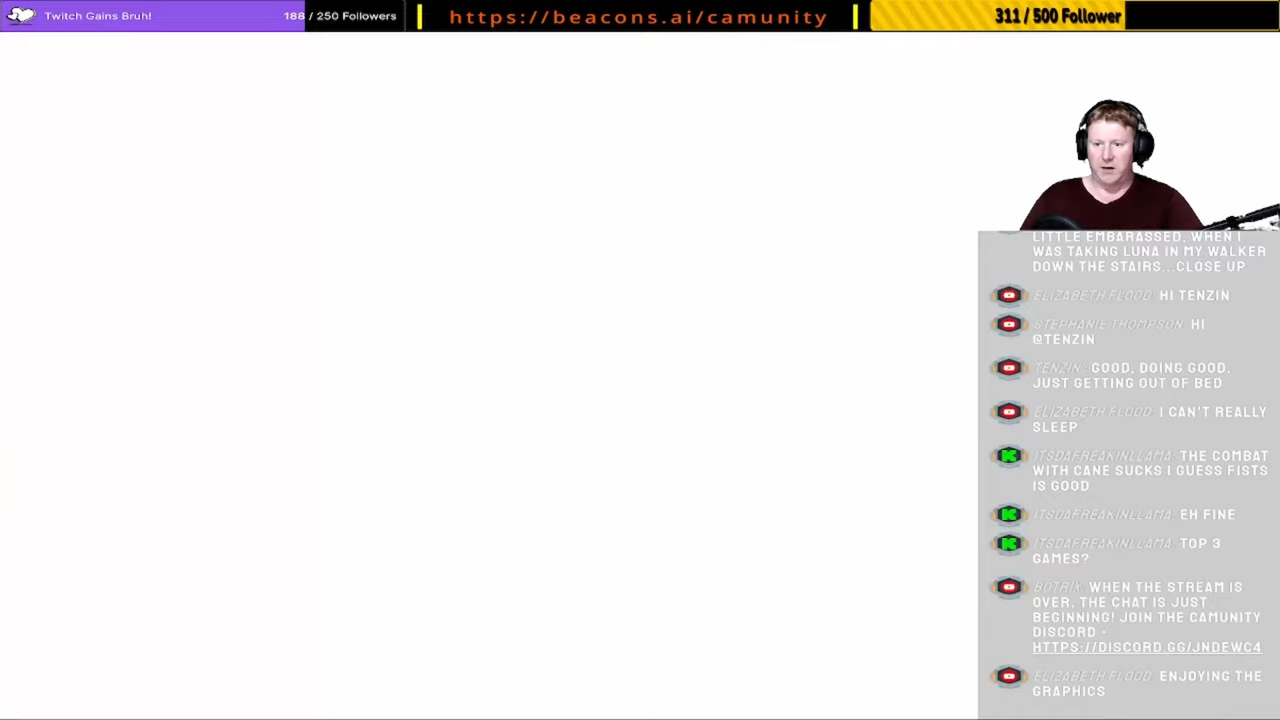 Twitch Gains Bruh!
188 / 250 Followers
https://beacons.ai/camunity
311 / 500 Follower
LITTLE EMBARASSED, WHEN I
WAS TAKING LUNA IN MY WALKER
DOWN THE STAIRS...CLOSE UP
ELIZABETH FLOOD: HI TENZIN
STEPHANIE THOMPSON: HI
@TENZIN
TENZIN: GOOD, DOING GOOD,
JUST GETTING OUT OF BED
ELIZABETH FLOOD: I CAN'T REALLY
SLEEP
ITSDAFREAKINLLAMA: THE COMBAT
WITH CANE SUCKS I GUESS FISTS
IS GOOD
ITSDAFREAKINLLAMA: EH FINE
ITSDAFREAKINLLAMA: TOP 3
GAMES?
BOTRIX: WHEN THE STREAM IS
OVER, THE CHAT IS JUST
BEGINNING! JOIN THE CAMUNITY
DISCORD -
HTTPS://DISCORD.GG/JNDEWC4
ELIZABETH FLOOD: ENJOYING THE
GRAPHICS